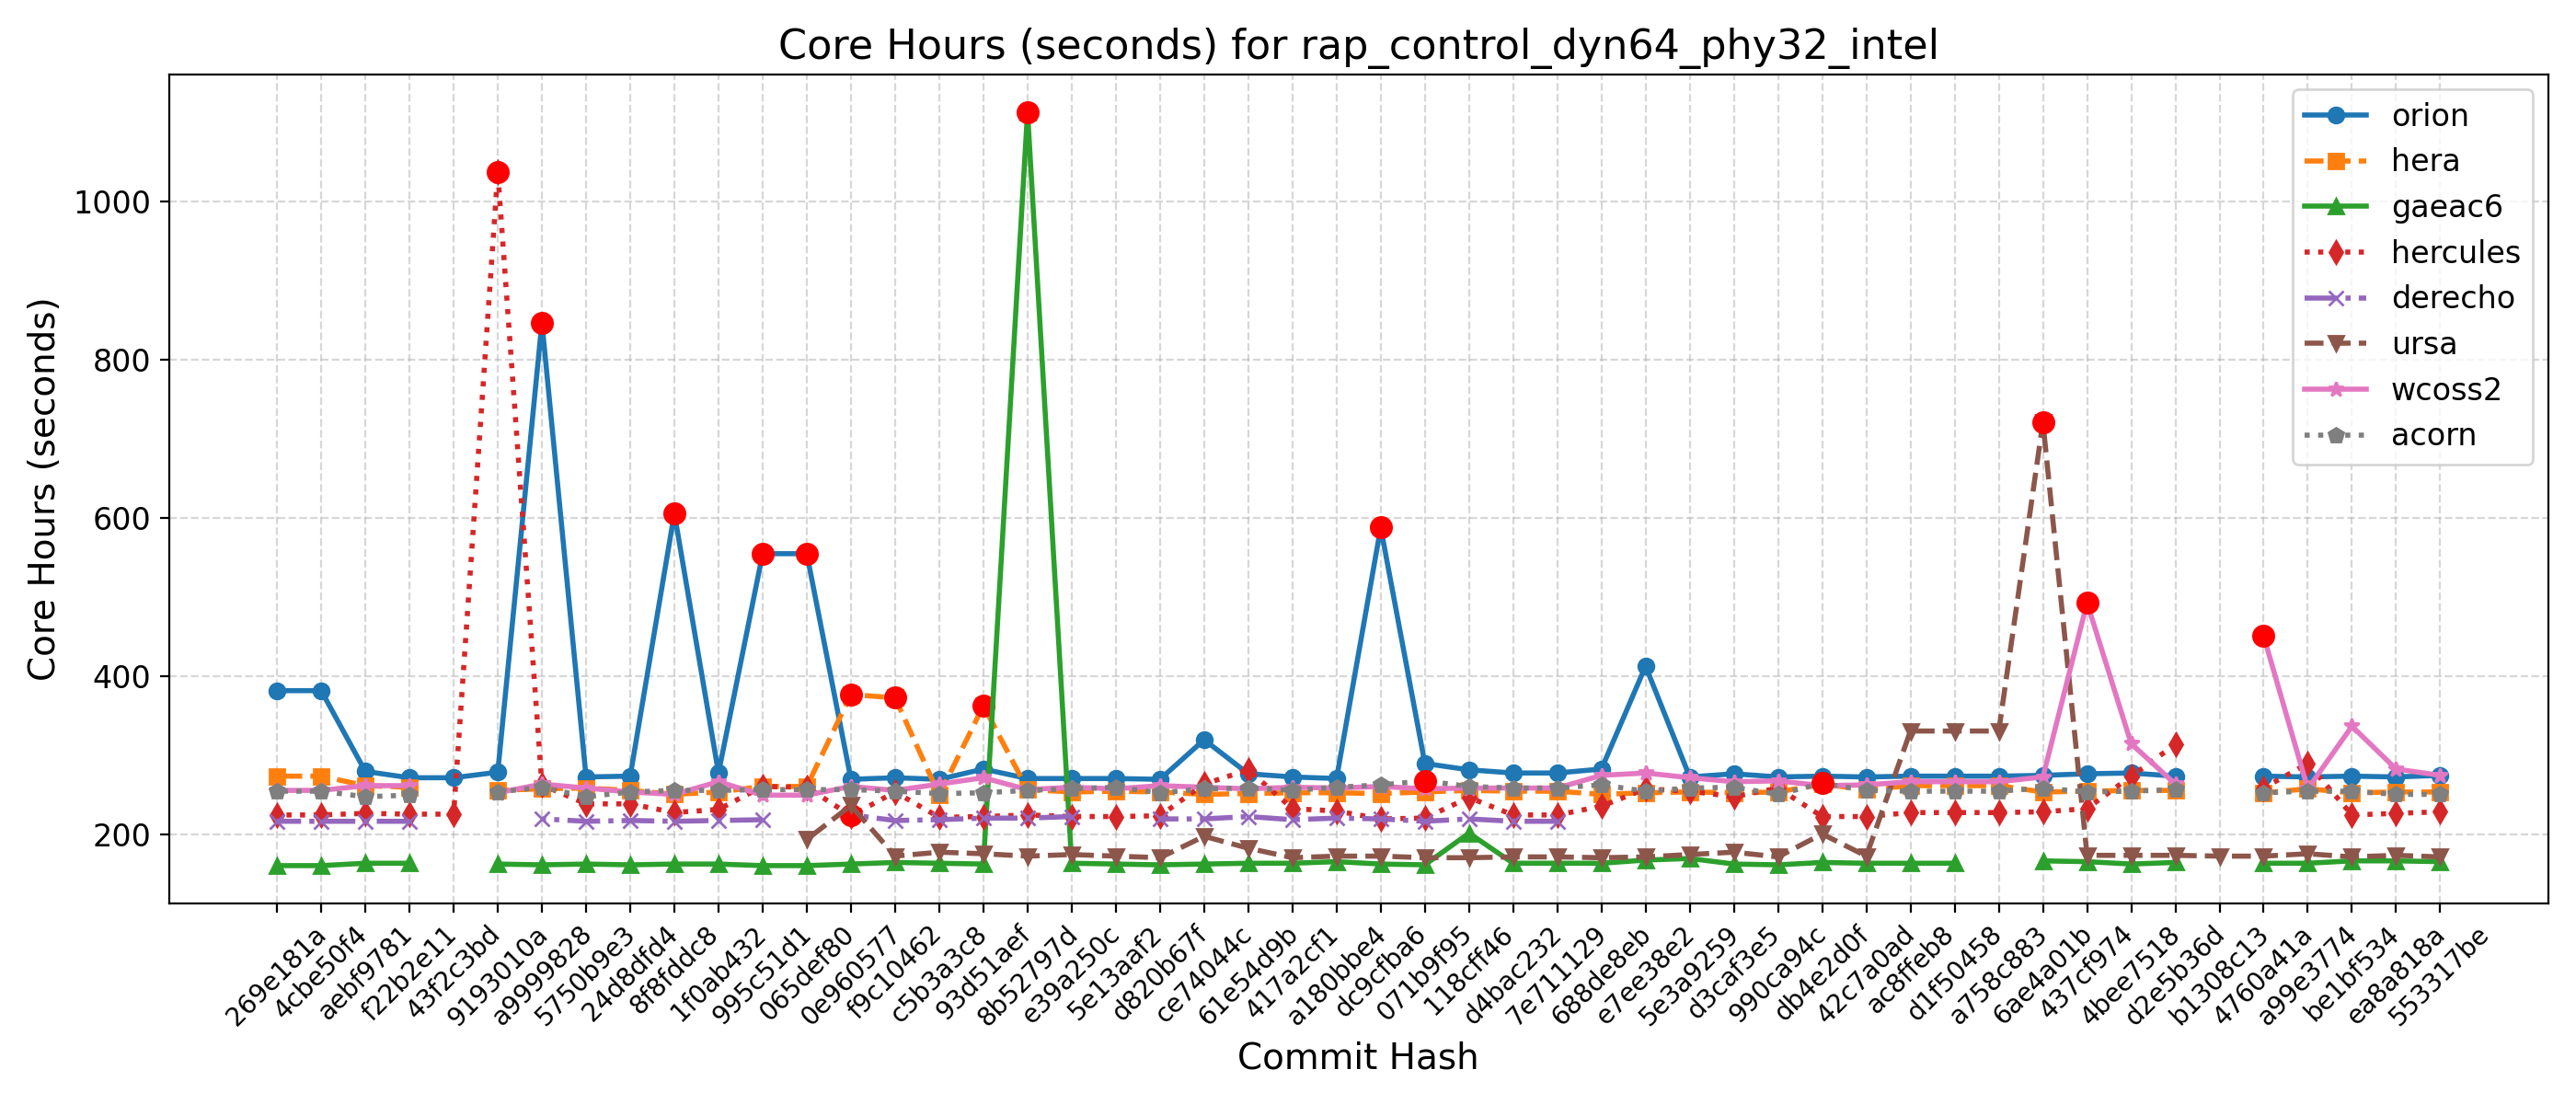 Core Hours (seconds) for rap_control_dyn64_phy32_intel
Core Hours (seconds)
1000
800
600
400
200
orion
hera
gaeac6
hercules
derecho
ursa
wcoss2
acorn
269e181a
4cbe50f4
aebf9781
f22b2e11
43f2c3bd
9193010a
a9999828
5750b9e3
24d8dfd4
8f8fddc8
1f0ab432
995c51d1
065def80
0e960577
f9c10462
c5b3a3c8
93d51aef
8b52797d
e39a250c
5e13aaf2
d820b67f
ce74044c
61e54d9b
417a2cf1
a180bbe4
dc9cfba6
071b9f95
118cff46
d4bac232
7e711129
688de8eb
e7ee38e2
5e3a9259
d3caf3e5
990ca94c
db4e2d0f
42c7a0ad
ac8ffeb8
d1f50458
a758c883
6ae4a01b
437cf974
4bee7518
d2e5b36d
b1308c13
4760a41a
a99e3774
be1bf534
ea8a818a
553317be
Commit Hash